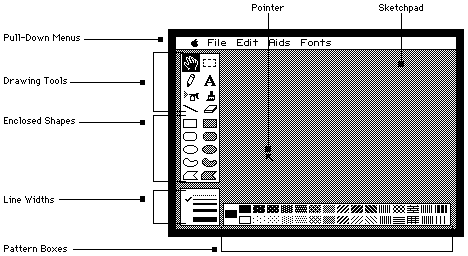 Pointer Sketchpad
Pull-Down Menus
File Edit Aids Fonts
Drawing Tools
A
Enclosed Shapes
Line Widths
Pattern Boxes